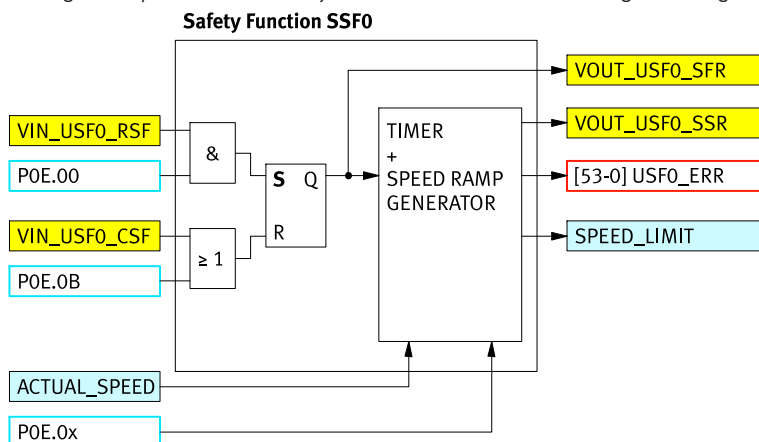 Safety Function SSF0
VIN_USF0_RSF
P0E.00
VIN_USF0_CSF
P0E.0B
ACTUAL_SPEED
P0E.0x
&
≥ 1
S Q
R
TIMER
+
SPEED RAMP
GENERATOR
VOUT_USF0_SFR
VOUT_USF0_SSR
[53-0] USF0_ERR
SPEED_LIMIT